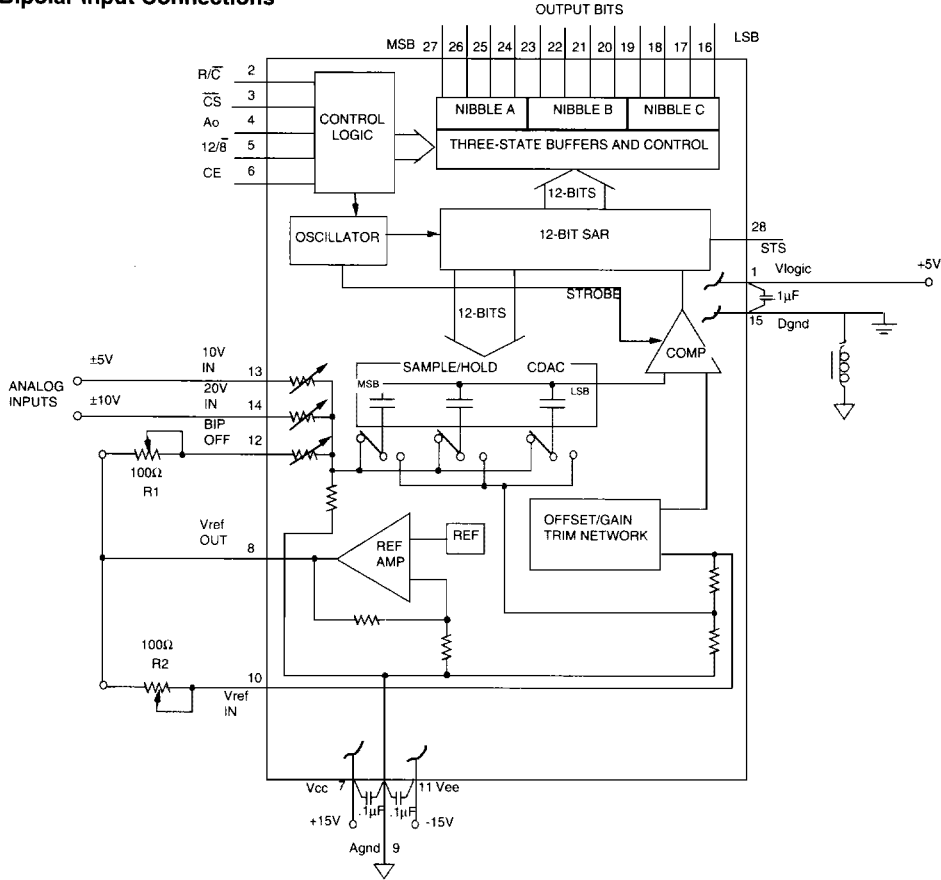 Bipolar Input Connections
OUTPUT BITS
MSB 27 26 25 24 23 22 21 20 19 18 17 16 LSB
R/C̅ 2
C̅S̅ 3
Ao 4
12/8̅ 5
CE 6
CONTROL
LOGIC
NIBBLE A NIBBLE B NIBBLE C
THREE-STATE BUFFERS AND CONTROL
12-BITS
OSCILLATOR
12-BIT SAR
28
STS
1 Vlogic
+5V
.1µF
15 Dgnd
STROBE
12-BITS
COMP
SAMPLE/HOLD CDAC
MSB
LSB
ANALOG
INPUTS
±5V
10V
IN
13
±10V
20V
IN
14
BIP
OFF
12
100Ω
R1
Vref
OUT
8
REF
AMP
REF
OFFSET/GAIN
TRIM NETWORK
100Ω
R2
10
Vref
IN
Vcc 7
11 Vee
.1µF .1µF
+15V
-15V
Agnd 9